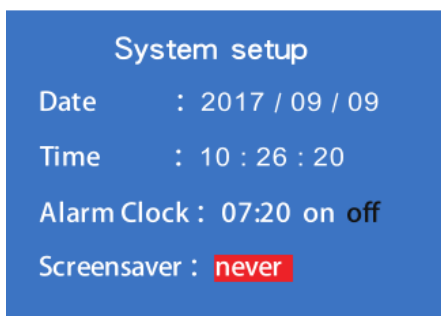 System setup
Date : 2017 / 09 / 09
Time : 10 : 26 : 20
Alarm Clock : 07:20 on off
Screensaver : never